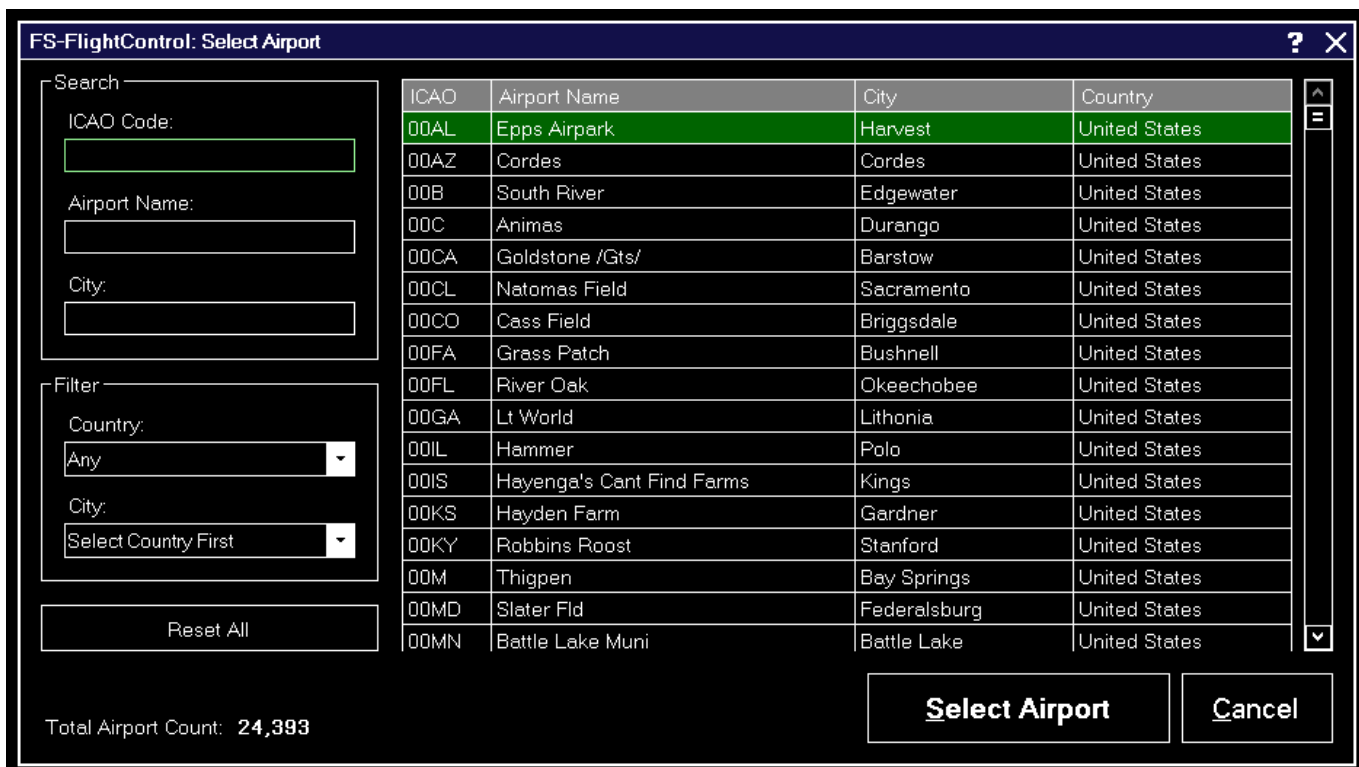 FS-FlightControl: Select Airport ? X
Search
ICAO Code:
Airport Name:
City:
Filter
Country:
Any
City:
Select Country First
Reset All
ICAO Airport Name City Country
00AL Epps Airpark Harvest United States
00AZ Cordes Cordes United States
00B South River Edgewater United States
00C Animas Durango United States
00CA Goldstone /Gts/ Barstow United States
00CL Natomas Field Sacramento United States
00CO Cass Field Briggsdale United States
00FA Grass Patch Bushnell United States
00FL River Oak Okeechobee United States
00GA Lt World Lithonia United States
00IL Hammer Polo United States
00IS Hayenga's Cant Find Farms Kings United States
00KS Hayden Farm Gardner United States
00KY Robbins Roost Stanford United States
00M Thigpen Bay Springs United States
00MD Slater Fld Federalsburg United States
00MN Battle Lake Muni Battle Lake United States
Total Airport Count: 24,393
Select Airport
Cancel